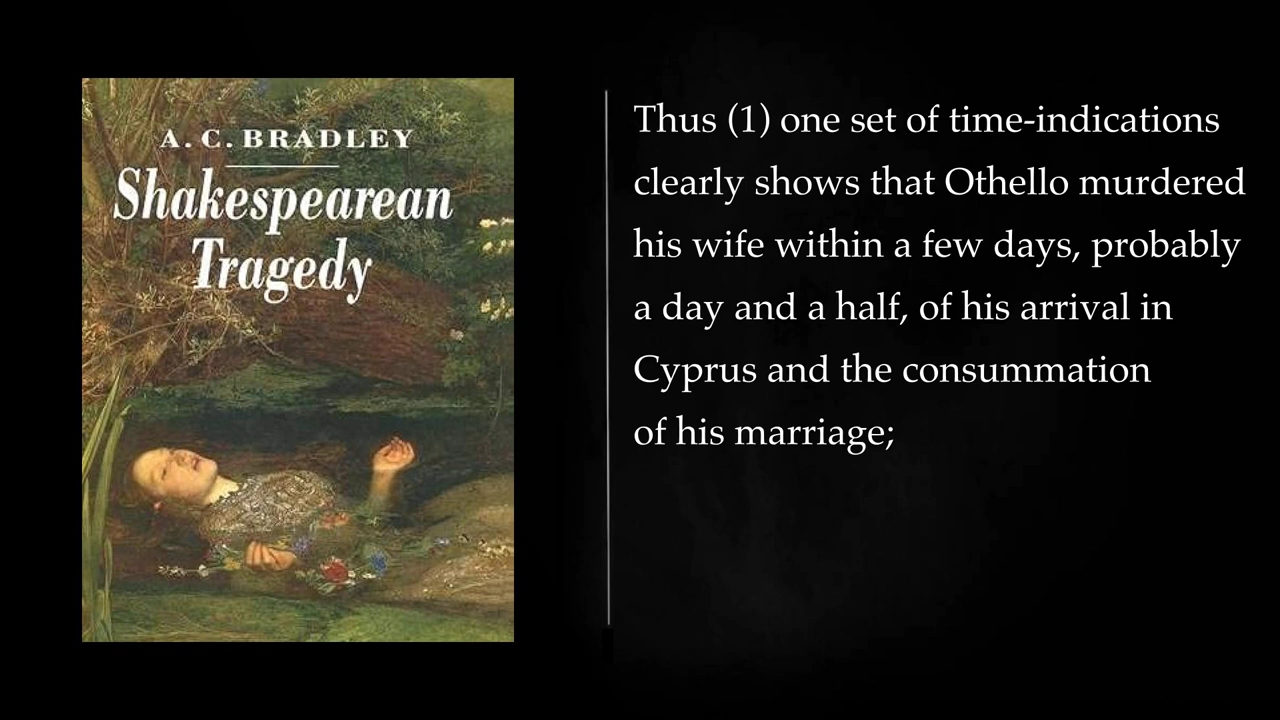 A. C. BRADLEY
Shakespearean
Tragedy
Thus (1) one set of time-indications
clearly shows that Othello murdered
his wife within a few days, probably
a day and a half, of his arrival in
Cyprus and the consummation
of his marriage;